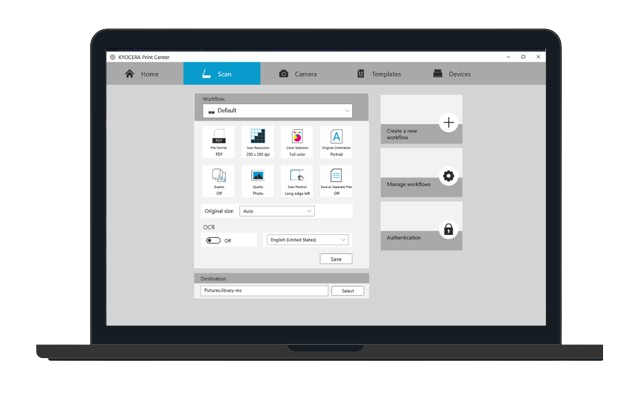 KYOCERA Print Center
Home
Scan
Camera
Templates
Devices
Workflow:
Default
File format
PDF
Scan Resolution
200 x 200 dpi
Color Selection
Full color
Original Orientation
Portrait
Duplex
Off
Quality
Photo
Scan Position
Long edge left
Save as Separate Files
Off
Original size:
Auto
OCR
Off
English (United States)
Save
Destination:
Pictures.library-ms
Select
Create a new
workflow
Manage workflows
Authentication